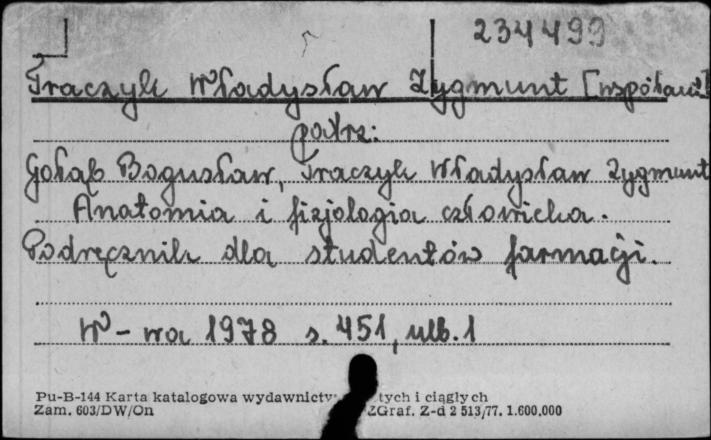 234499
Traczyk Władysław Zygmunt [współaut]
patrz:
Gołąb Bogusław, Traczyk Władysław Zygmunt
Anatomia i fizjologia człowieka.
Podręcznik dla studentów farmacji.
W-wa 1978 s. 451, nlb. 1
Pu-B-144 Karta katalogowa wydawnictw tych i ciągłych
Zam. 603/DW/On ZGraf. Z-d 2 513/77. 1.600,000